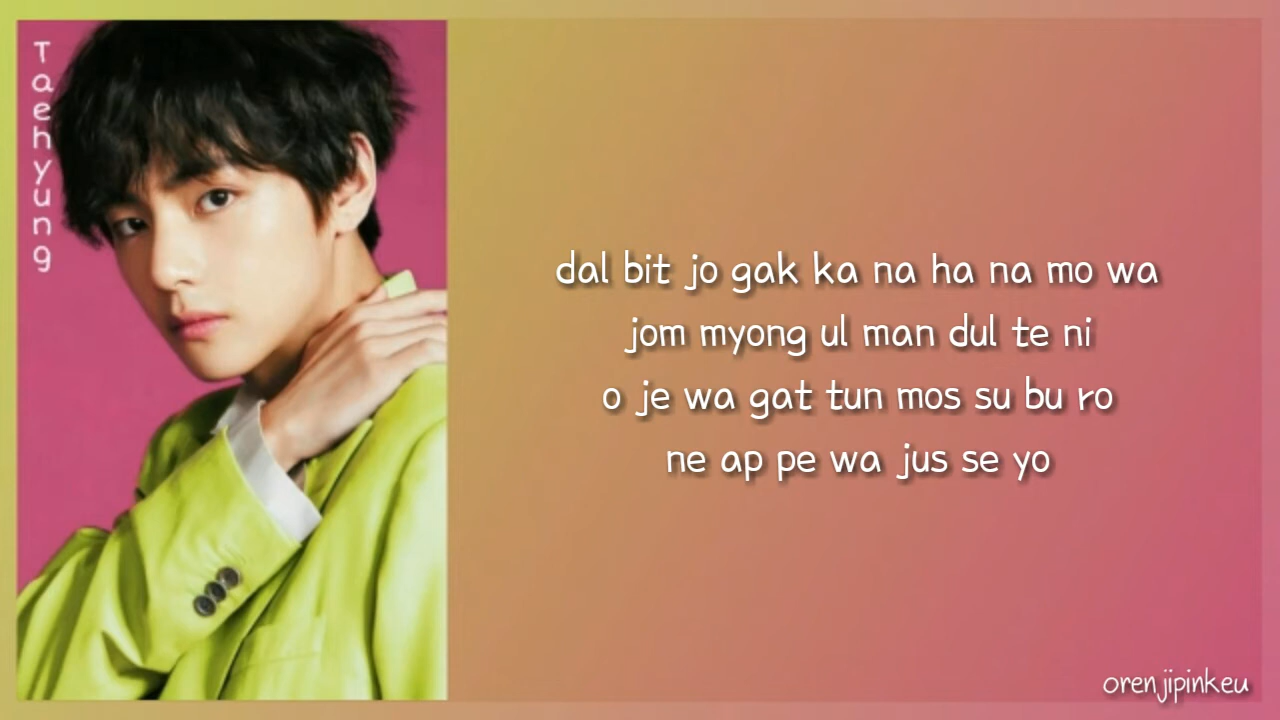 Taehyung
dal bit jo gak ka na ha na mo wa
jom myong ul man dul te ni
o je wa gat tun mos su bu ro
ne ap pe wa jus se yo
orenjipinkeu